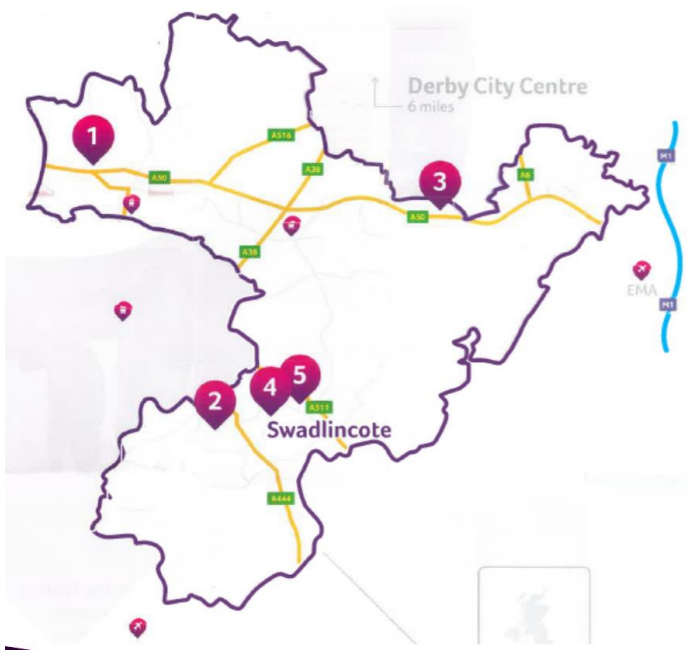 Derby City Centre
6 miles
1
A516
M1
A38
A50
A6
3
A50
A38
EMA
M1
5
4
2
A511
Swadlincote
A444